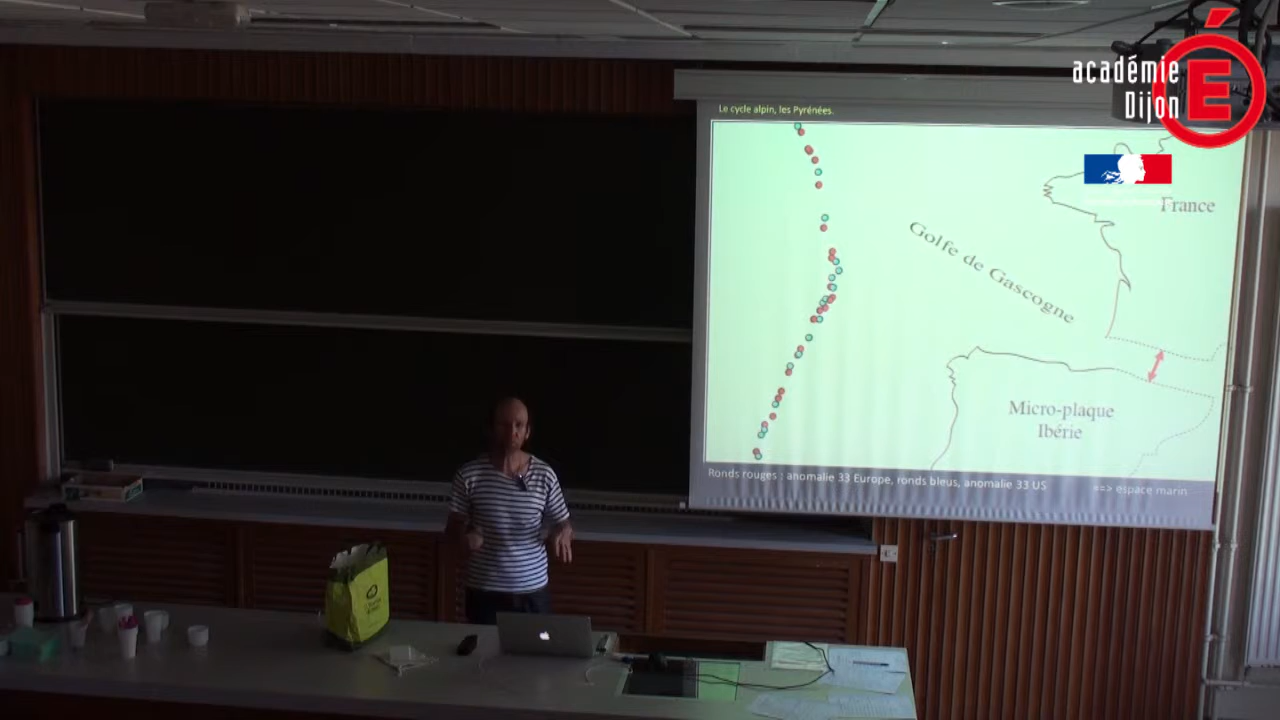 académie
Dijon
E
Le cycle alpin, les Pyrénées.
France
Golfe de Gascogne
Micro-plaque
Ibérie
Ronds rouges : anomalie 33 Europe, ronds bleus, anomalie 33 US
==> espace marin